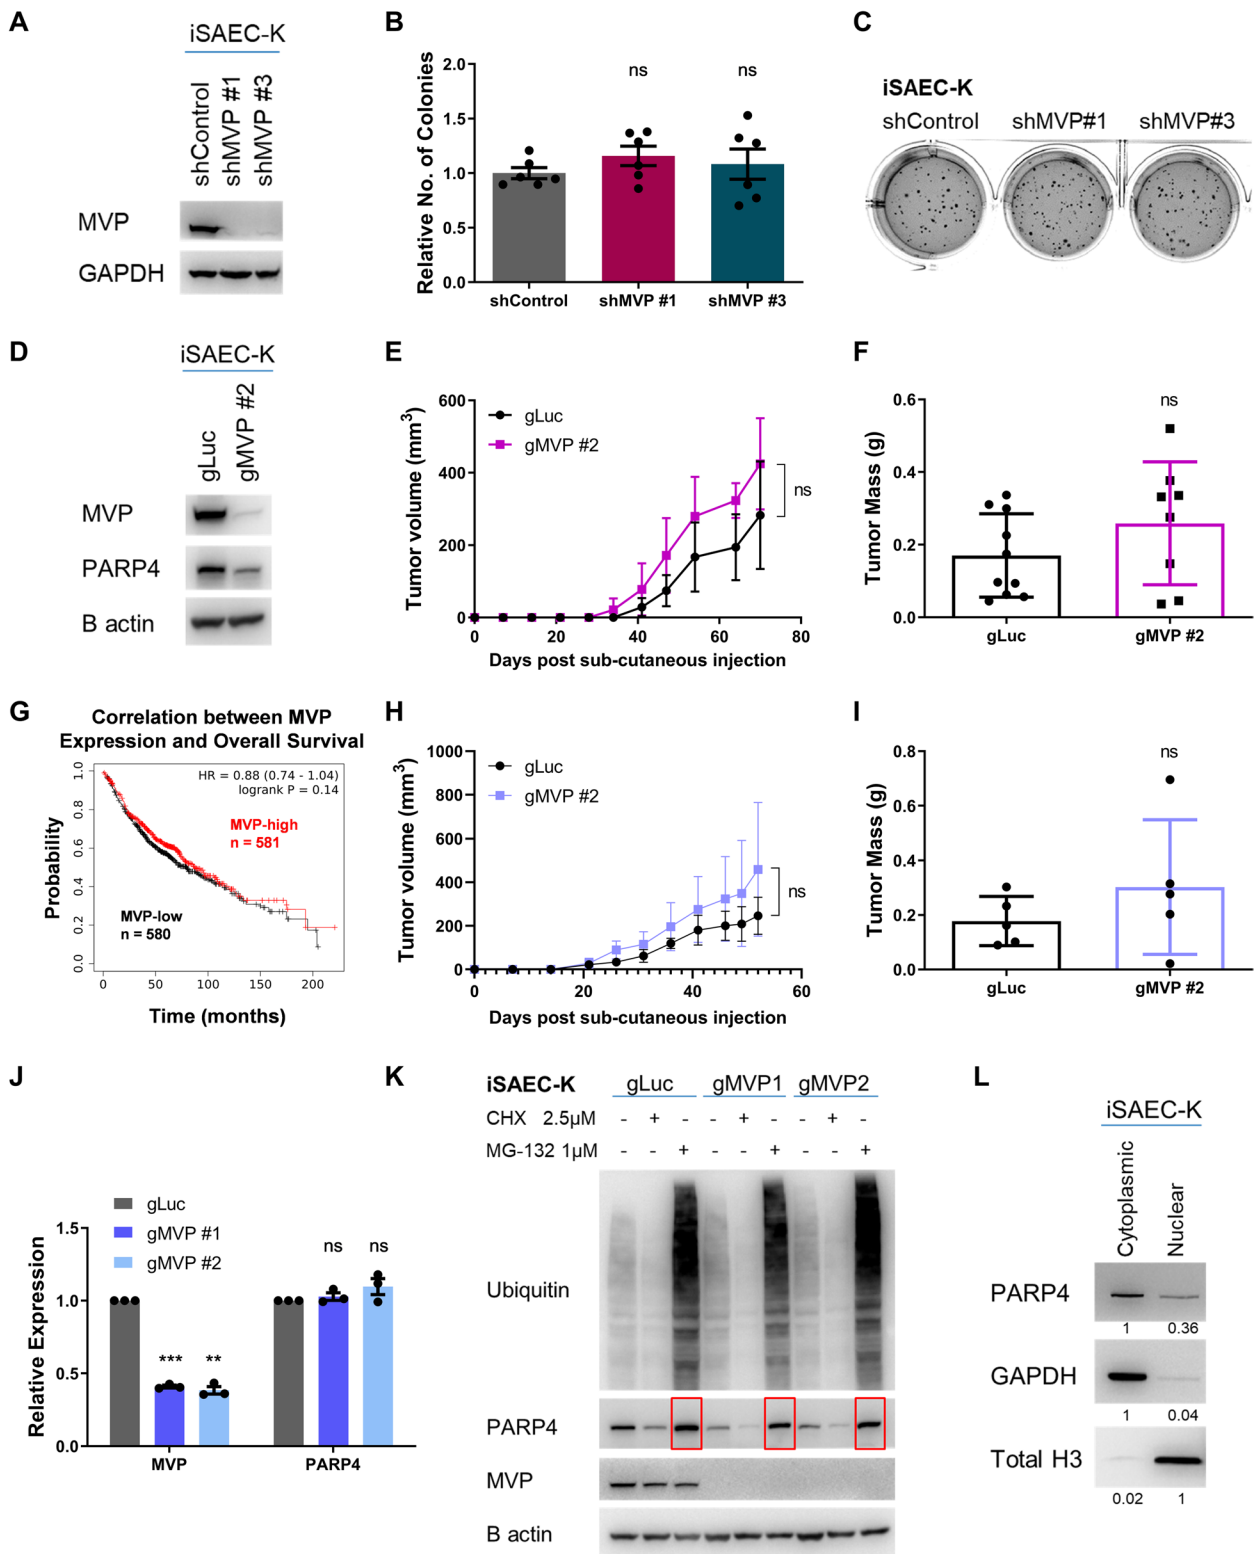 A
iSAEC-K
shControl
shMVP #1
shMVP #3
MVP
GAPDH
B
Relative No. of Colonies
2.0
1.5
1.0
0.5
0.0
ns
ns
shControl
shMVP #1
shMVP #3
C
iSAEC-K
shControl
shMVP#1
shMVP#3
D
iSAEC-K
gLuc
gMVP #2
MVP
PARP4
B actin
E
Tumor volume (mm³)
600
400
200
0
gLuc
gMVP #2
ns
0
20
40
60
80
Days post sub-cutaneous injection
F
Tumor Mass (g)
0.6
0.4
0.2
0.0
ns
gLuc
gMVP #2
G
Correlation between MVP
Expression and Overall Survival
Probability
1.0
0.8
0.6
0.4
0.2
0.0
HR = 0.88 (0.74 - 1.04)
logrank P = 0.14
MVP-high
n = 581
MVP-low
n = 580
0
50
100
150
200
Time (months)
H
Tumor volume (mm³)
1000
800
600
400
200
0
gLuc
gMVP #2
ns
0
20
40
60
Days post sub-cutaneous injection
I
Tumor Mass (g)
0.8
0.6
0.4
0.2
0.0
ns
gLuc
gMVP #2
J
gLuc
gMVP #1
gMVP #2
Relative Expression
1.5
1.0
0.5
0.0
***
**
ns
ns
MVP
PARP4
K
iSAEC-K
gLuc
gMVP1
gMVP2
CHX 2.5µM - + - - + - - + -
MG-132 1µM - - + - - + - - +
Ubiquitin
PARP4
MVP
B actin
L
iSAEC-K
Cytoplasmic
Nuclear
PARP4
1
0.36
GAPDH
1
0.04
Total H3
0.02
1